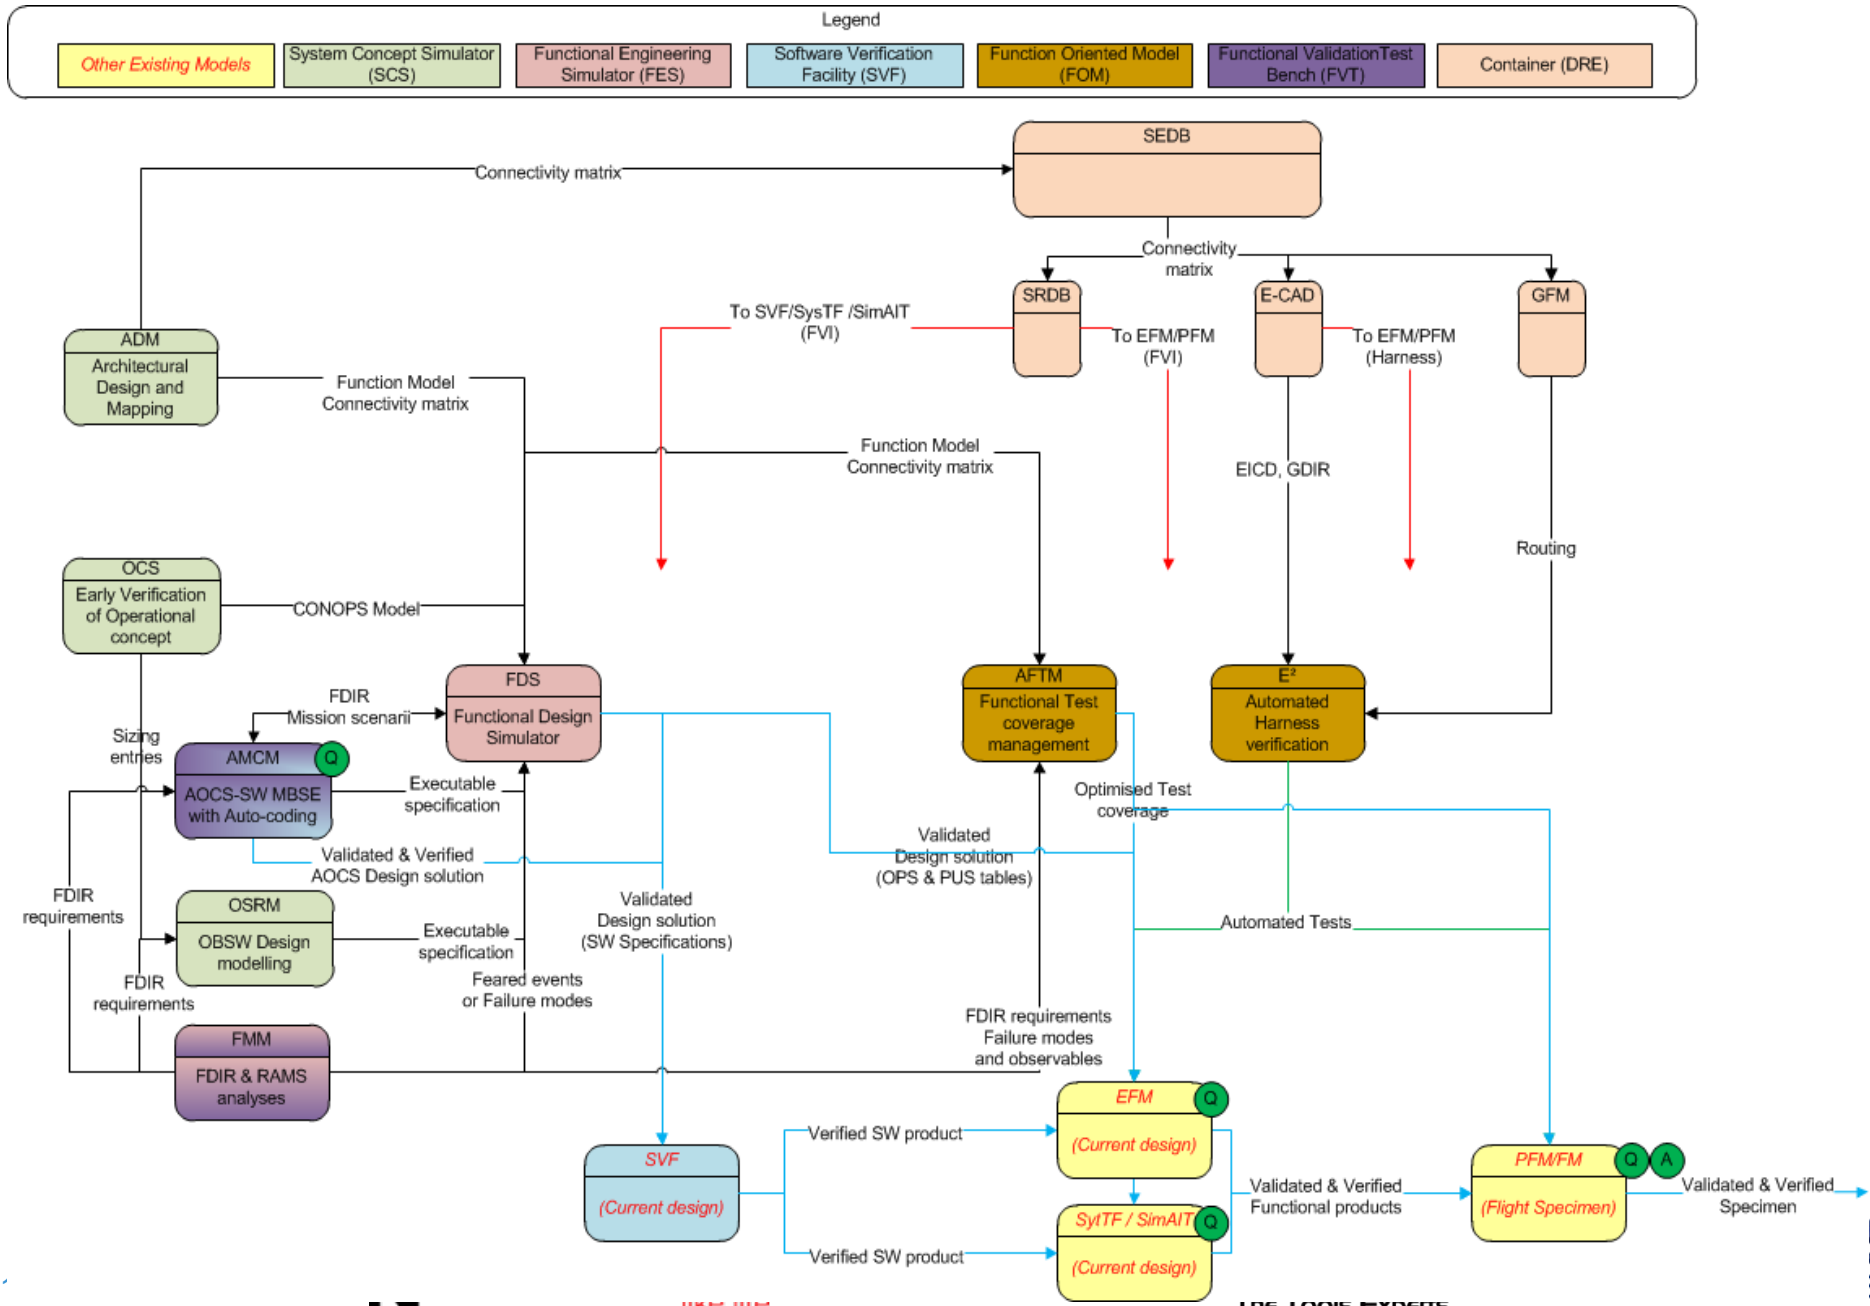 Legend
Other Existing Models
System Concept Simulator
(SCS)
Functional Engineering
Simulator (FES)
Software Verification
Facility (SVF)
Function Oriented Model
(FOM)
Functional ValidationTest
Bench (FVT)
Container (DRE)
SEDB
Connectivity matrix
Connectivity
matrix
SRDB
E-CAD
GFM
To SVF/SysTF /SimAIT
(FVI)
To EFM/PFM
(FVI)
To EFM/PFM
(Harness)
ADM
Architectural
Design and
Mapping
Function Model
Connectivity matrix
Function Model
Connectivity matrix
EICD, GDIR
Routing
OCS
Early Verification
of Operational
concept
CONOPS Model
FDS
Functional Design
Simulator
AFTM
Functional Test
coverage
management
E²
Automated
Harness
verification
FDIR
Mission scenarii
Sizing
entries
AMCM
Q
AOCS-SW MBSE
with Auto-coding
Executable
specification
Optimised Test
coverage
Validated & Verified
AOCS Design solution
Validated
Design solution
(OPS & PUS tables)
FDIR
requirements
OSRM
OBSW Design
modelling
Executable
specification
Validated
Design solution
(SW Specifications)
Automated Tests
FDIR
requirements
Feared events
or Failure modes
FDIR requirements
Failure modes
and observables
FMM
FDIR & RAMS
analyses
EFM
Q
(Current design)
Verified SW product
SVF
(Current design)
Validated & Verified
Functional products
PFM/FM
Q
A
(Flight Specimen)
Validated & Verified
Specimen
SylTF / SimAIT
Q
(Current design)
Verified SW product